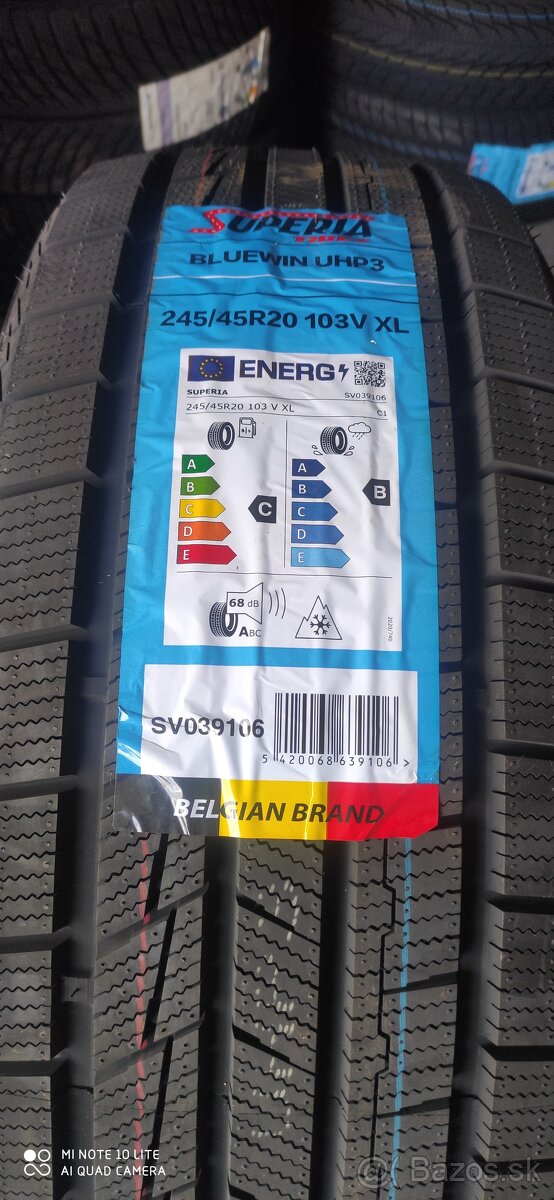 SUPERIA
TIRES
BLUEWIN UHP3
245/45R20 103V XL
ENERG
SUPERIA SV039106
245/45R20 103 V XL C1
A A
B B B
C C C
D D
E E
68 dB
ABC
2020/740
SV039106
5 420068 639106 >
BELGIAN BRAND
MI NOTE 10 LITE
AI QUAD CAMERA
Bazos.sk